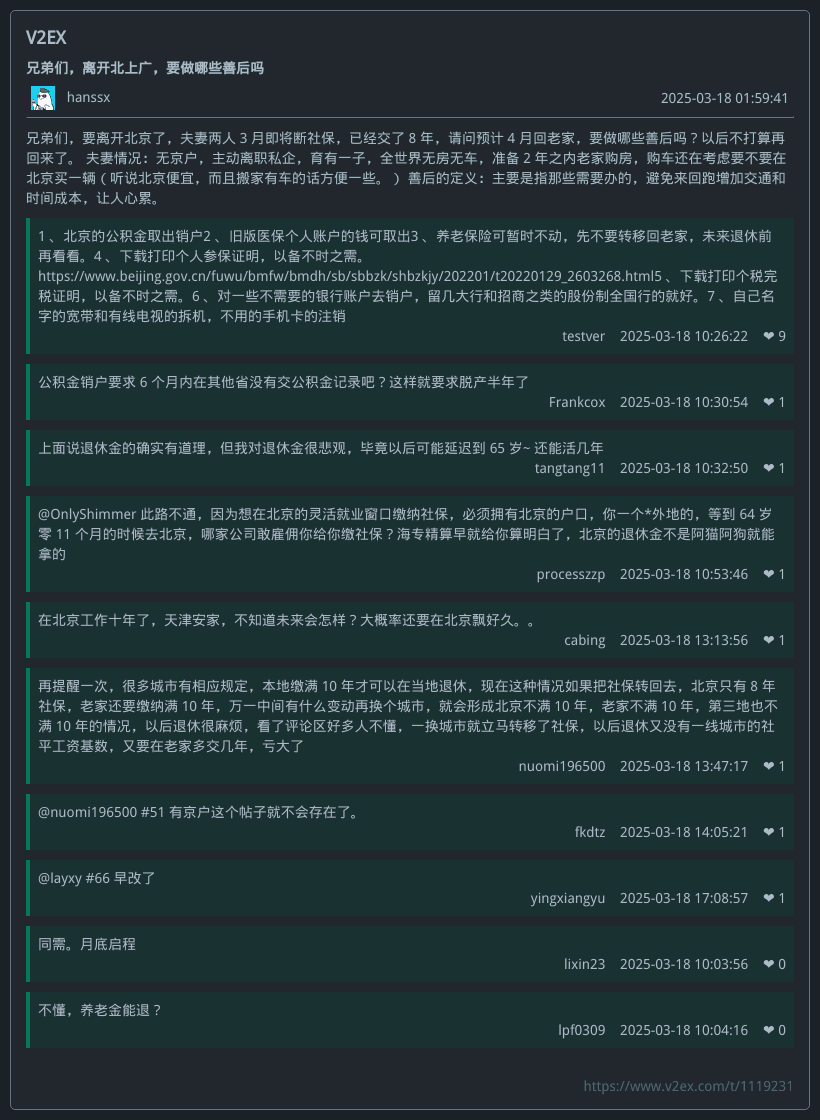 V2EX
兄弟们，离开北上广，要做哪些善后吗
hanssx 2025-03-18 01:59:41
兄弟们，要离开北京了，夫妻两人 3 月即将断社保，已经交了 8 年，请问预计 4 月回老家，要做哪些善后吗？以后不打算再
回来了。 夫妻情况：无京户，主动离职私企，育有一子，全世界无房无车，准备 2 年之内老家购房，购车还在考虑要不要在
北京买一辆（听说北京便宜，而且搬家有车的话方便一些。） 善后的定义：主要是指那些需要办的，避免来回跑增加交通和
时间成本，让人心累。
1 、北京的公积金取出销户2 、旧版医保个人账户的钱可取出3 、养老保险可暂时不动，先不要转移回老家，未来退休前
再看看。4 、下载打印个人参保证明，以备不时之需。
https://www.beijing.gov.cn/fuwu/bmfw/bmdh/sb/sbbzk/shbzkjy/202201/t20220129_2603268.html5 、下载打印个税完
税证明，以备不时之需。6 、对一些不需要的银行账户去销户，留几大行和招商之类的股份制全国行的就好。7 、自己名
字的宽带和有线电视的拆机，不用的手机卡的注销
testver 2025-03-18 10:26:22 ❤ 9
公积金销户要求 6 个月内在其他省没有交公积金记录吧？这样就要求脱产半年了
Frankcox 2025-03-18 10:30:54 ❤ 1
上面说退休金的确实有道理，但我对退休金很悲观，毕竟以后可能延迟到 65 岁~ 还能活几年
tangtang11 2025-03-18 10:32:50 ❤ 1
@OnlyShimmer 此路不通，因为想在北京的灵活就业窗口缴纳社保，必须拥有北京的户口，你一个*外地的，等到 64 岁
零 11 个月的时候去北京，哪家公司敢雇佣你给你缴社保？海专精算早就给你算明白了，北京的退休金不是阿猫阿狗就能
拿的
processzzp 2025-03-18 10:53:46 ❤ 1
在北京工作十年了，天津安家，不知道未来会怎样？大概率还要在北京飘好久。。
cabing 2025-03-18 13:13:56 ❤ 1
再提醒一次，很多城市有相应规定，本地缴满 10 年才可以在当地退休，现在这种情况如果把社保转回去，北京只有 8 年
社保，老家还要缴纳满 10 年，万一中间有什么变动再换个城市，就会形成北京不满 10 年，老家不满 10 年，第三地也不
满 10 年的情况，以后退休很麻烦，看了评论区好多人不懂，一换城市就立马转移了社保，以后退休又没有一线城市的社
平工资基数，又要在老家多交几年，亏大了
nuomi196500 2025-03-18 13:47:17 ❤ 1
@nuomi196500 #51 有京户这个帖子就不会存在了。
fkdtz 2025-03-18 14:05:21 ❤ 1
@layxy #66 早改了
yingxiangyu 2025-03-18 17:08:57 ❤ 1
同需。月底启程
lixin23 2025-03-18 10:03:56 ❤ 0
不懂，养老金能退？
lpf0309 2025-03-18 10:04:16 ❤ 0
https://www.v2ex.com/t/1119231